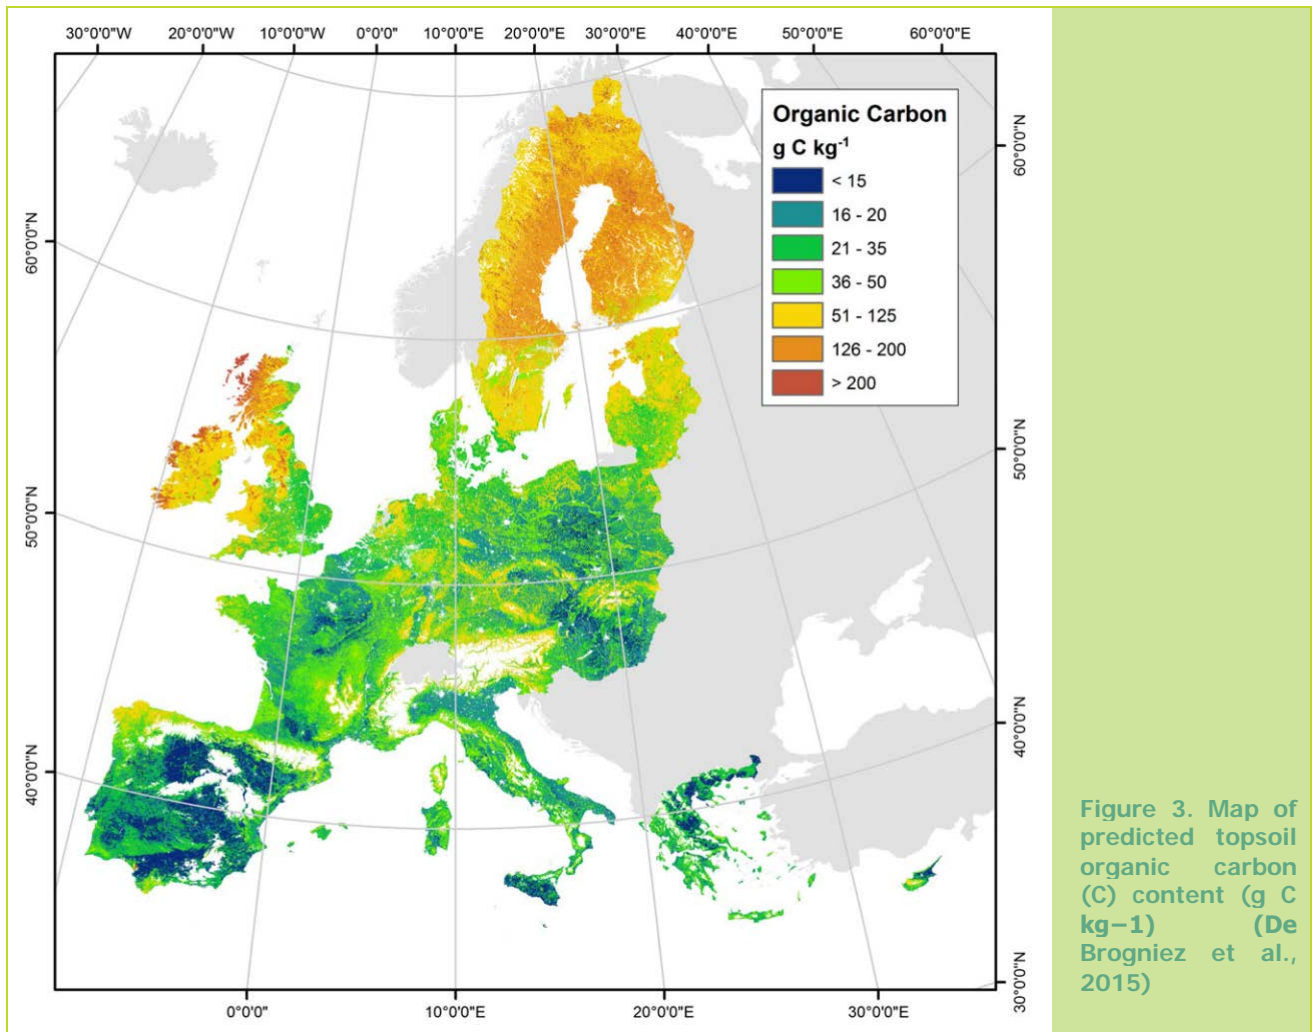 30°0'0"W 20°0'0"W 10°0'0"W 0°0'0" 10°0'0"E 20°0'0"E 30°0'0"E 40°0'0"E 50°0'0"E 60°0'0"E
60°0'0"N
50°0'0"N
40°0'0"N
60°0'0"N
50°0'0"N
40°0'0"N
30°0'0"N
0°0'0" 10°0'0"E 20°0'0"E 30°0'0"E
Organic Carbon
g C kg⁻¹
< 15
16 - 20
21 - 35
36 - 50
51 - 125
126 - 200
> 200
Figure 3. Map of
predicted topsoil
organic carbon
(C) content (g C
kg−1) (De
Brogniez et al.,
2015)